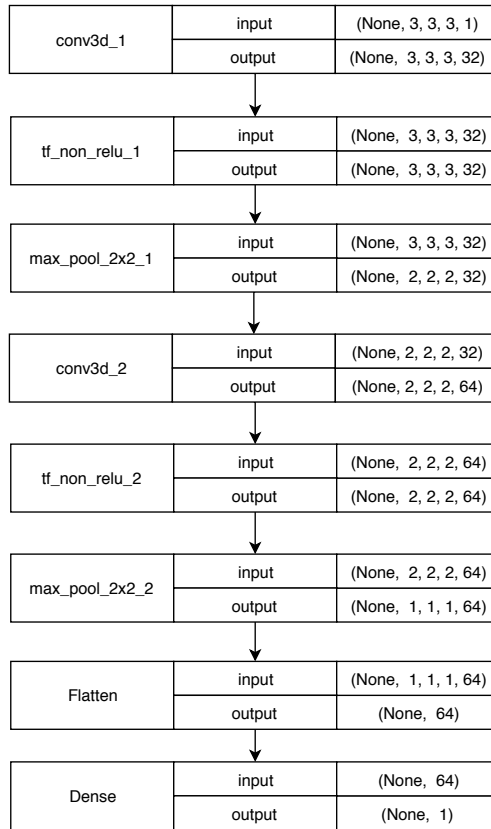 conv3d_1
input
(None, 3, 3, 3, 1)
output
(None, 3, 3, 3, 32)
tf_non_relu_1
input
(None, 3, 3, 3, 32)
output
(None, 3, 3, 3, 32)
max_pool_2x2_1
input
(None, 3, 3, 3, 32)
output
(None, 2, 2, 2, 32)
conv3d_2
input
(None, 2, 2, 2, 32)
output
(None, 2, 2, 2, 64)
tf_non_relu_2
input
(None, 2, 2, 2, 64)
output
(None, 2, 2, 2, 64)
max_pool_2x2_2
input
(None, 2, 2, 2, 64)
output
(None, 1, 1, 1, 64)
Flatten
input
(None, 1, 1, 1, 64)
output
(None, 64)
Dense
input
(None, 64)
output
(None, 1)